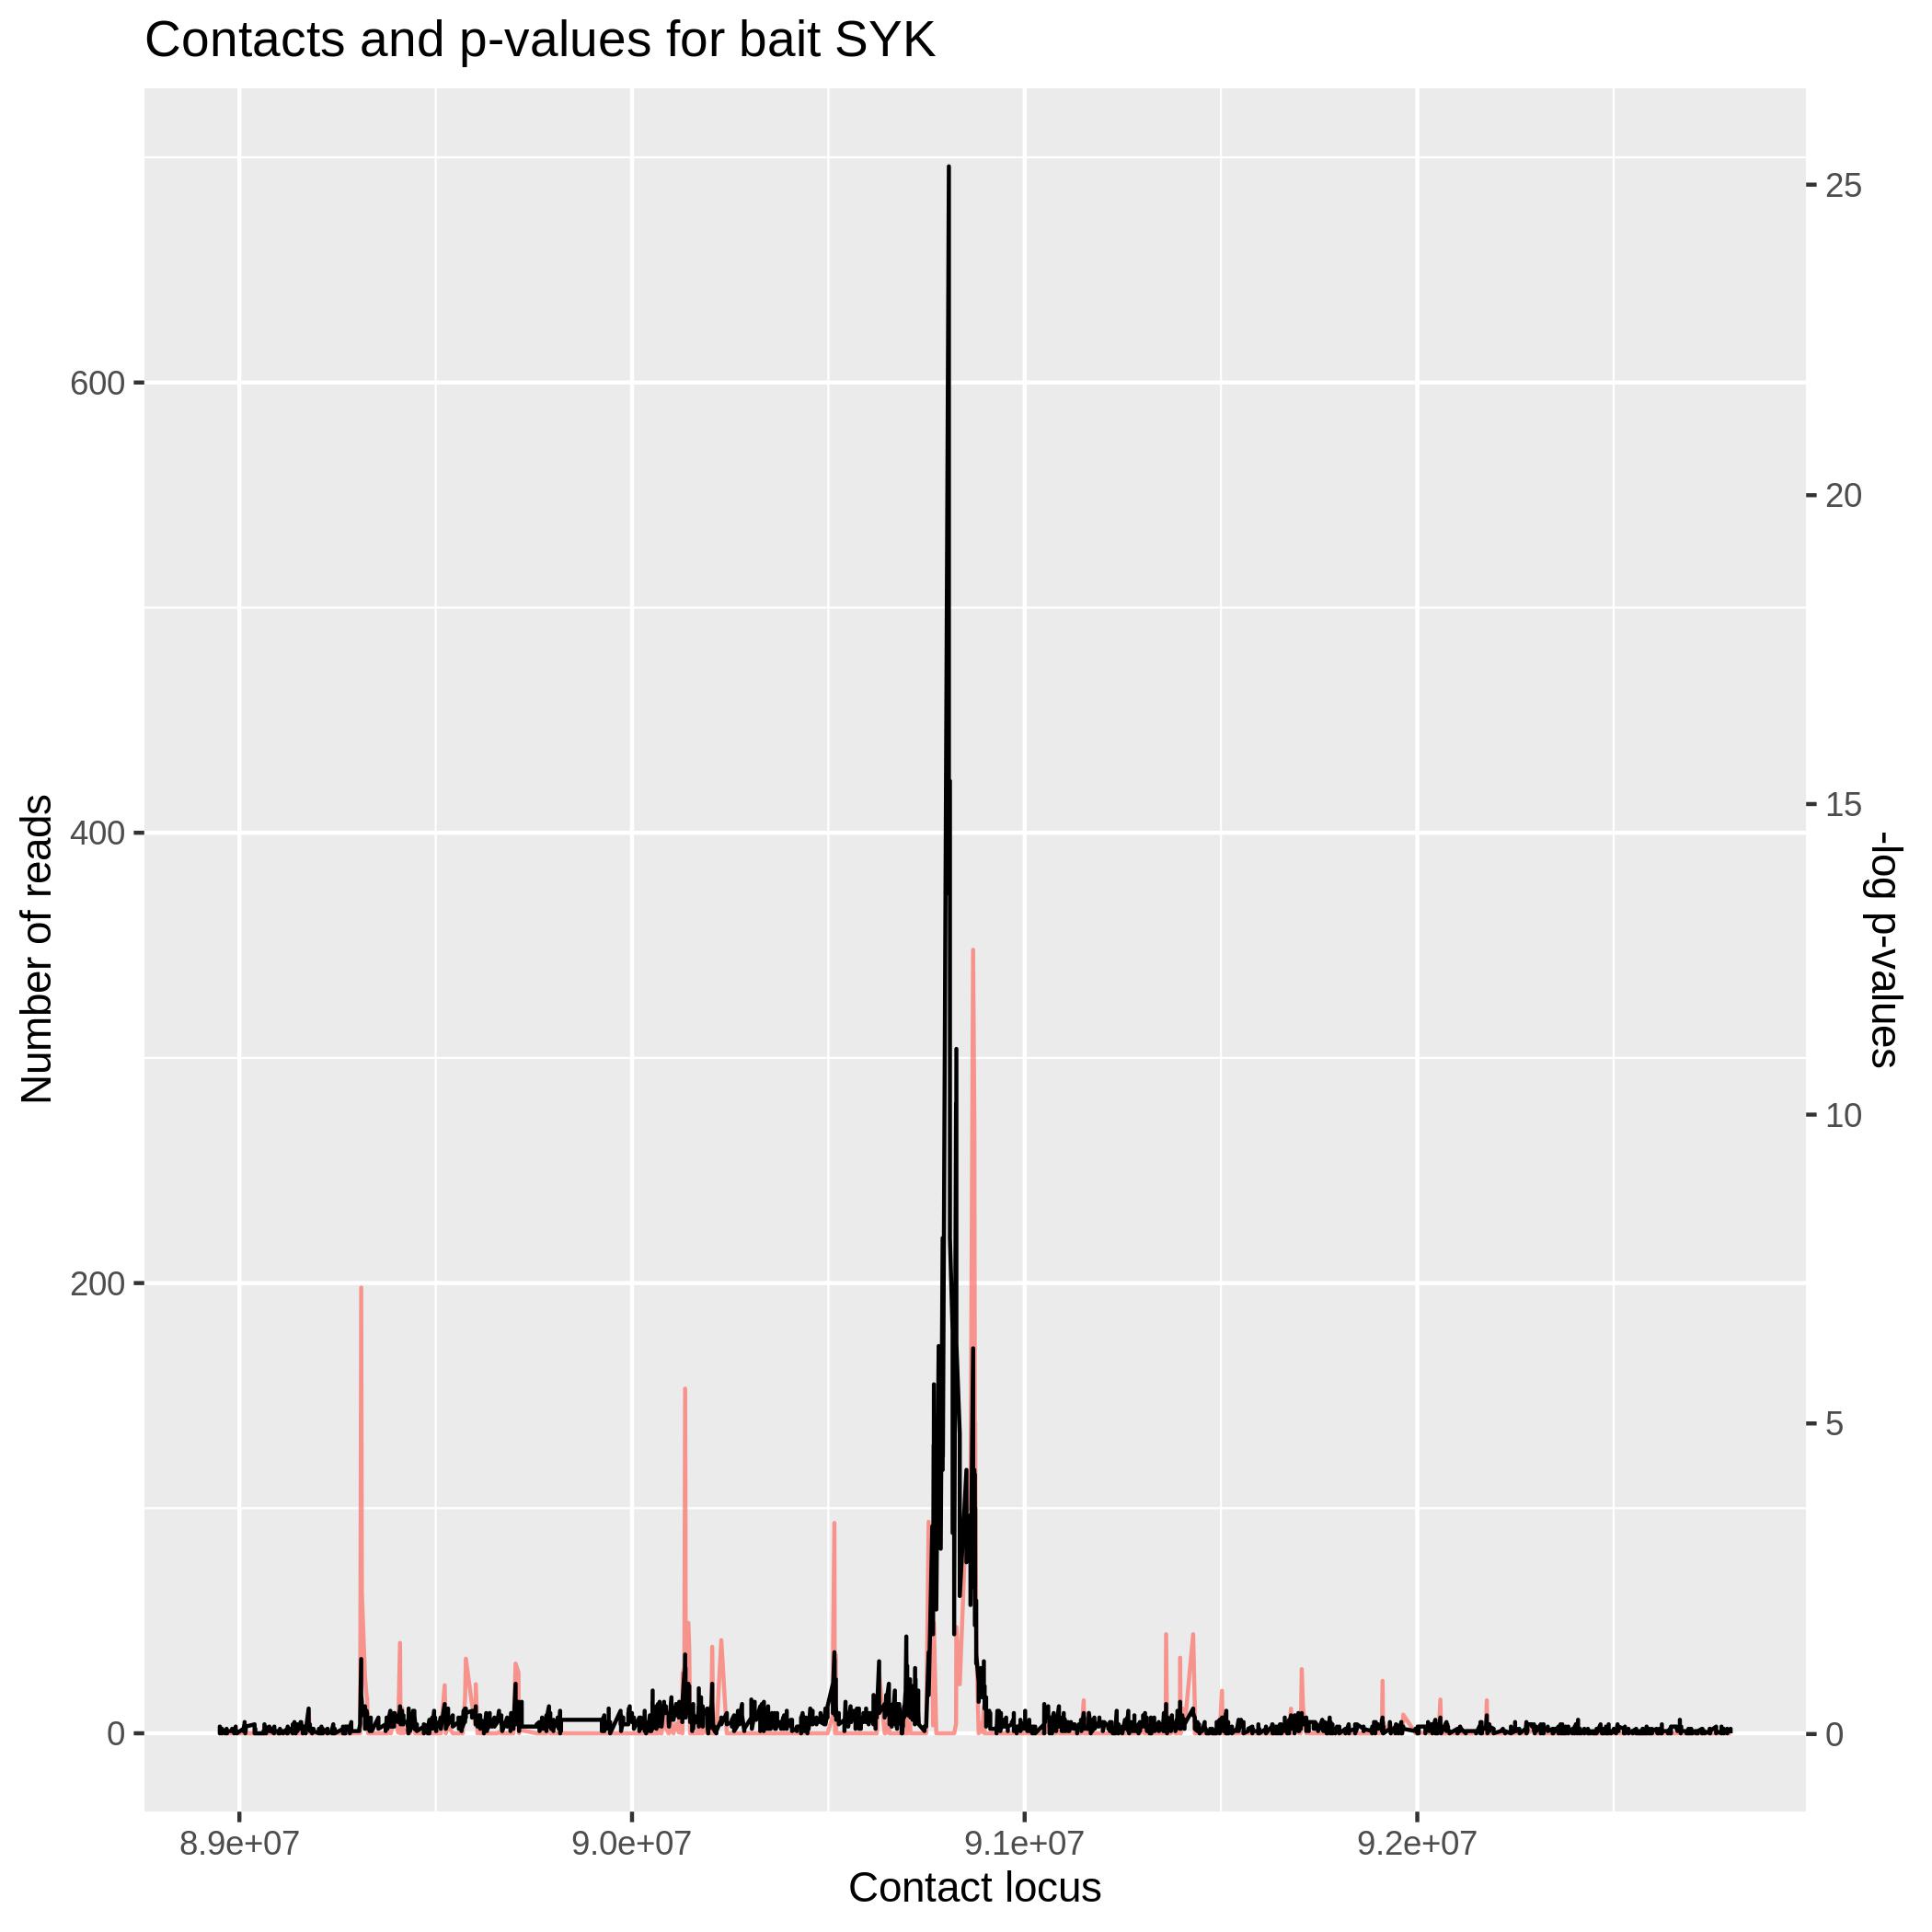 Contacts and p-values for bait SYK
Number of reads
600
400
200
0
25
20
15
10
5
0
-log p-values
8.9e+07
9.0e+07
9.1e+07
9.2e+07
Contact locus